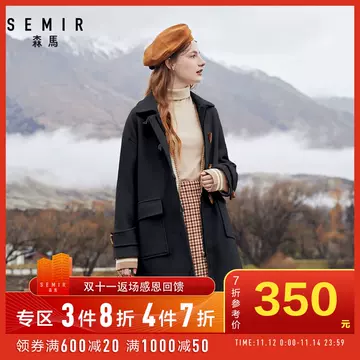 SEMIR
森馬
SEMIR
森馬
双十一返场感恩回馈
专区 3件8折 4件7折
领券满600减20 满1000减50
7折参考价
350元
TIME:11.12 0:00-11.14 23:59